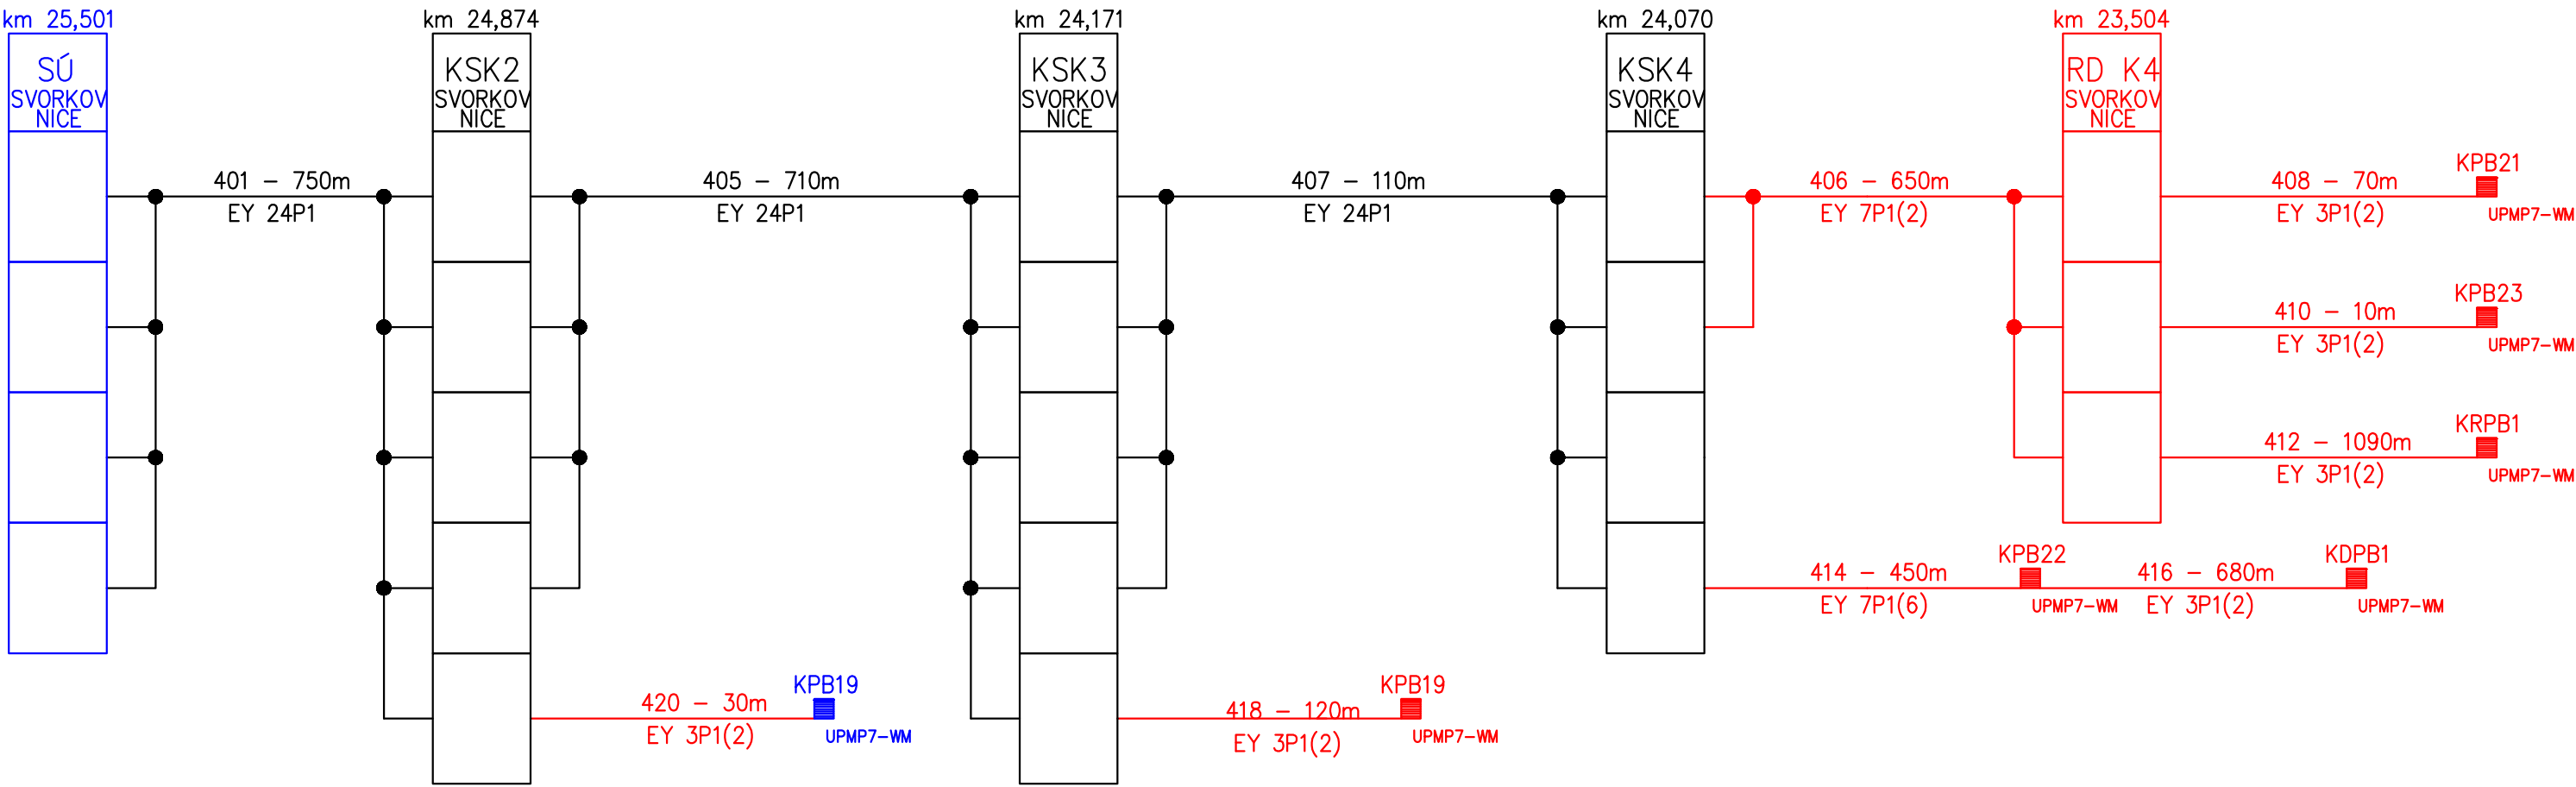 km 25,501
SÚ
SVORKOV
NICE
401 - 750m
EY 24P1
km 24,874
KSK2
SVORKOV
NICE
405 - 710m
EY 24P1
420 - 30m
EY 3P1(2)
KPB19
UPMP7-WM
km 24,171
KSK3
SVORKOV
NICE
407 - 110m
EY 24P1
418 - 120m
EY 3P1(2)
KPB19
UPMP7-WM
km 24,070
KSK4
SVORKOV
NICE
406 - 650m
EY 7P1(2)
414 - 450m
EY 7P1(6)
KPB22
UPMP7-WM
416 - 680m
EY 3P1(2)
KDPB1
UPMP7-WM
km 23,504
RD K4
SVORKOV
NICE
408 - 70m
EY 3P1(2)
KPB21
UPMP7-WM
410 - 10m
EY 3P1(2)
KPB23
UPMP7-WM
412 - 1090m
EY 3P1(2)
KRPB1
UPMP7-WM